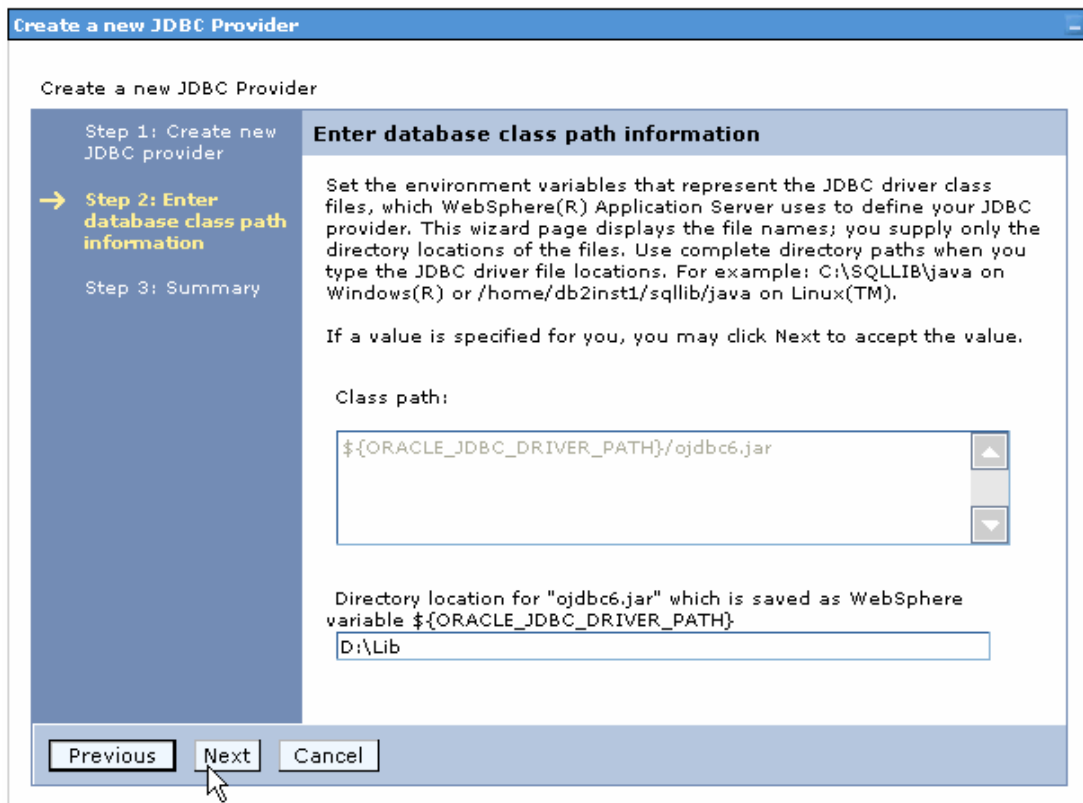 Create a new JDBC Provider
Create a new JDBC Provider
Step 1: Create new
JDBC provider
Step 2: Enter
database class path
information
Step 3: Summary
Enter database class path information
Set the environment variables that represent the JDBC driver class
files, which WebSphere(R) Application Server uses to define your JDBC
provider. This wizard page displays the file names; you supply only the
directory locations of the files. Use complete directory paths when you
type the JDBC driver file locations. For example: C:\SQLLIB\java on
Windows(R) or /home/db2inst1/sqllib/java on Linux(TM).
If a value is specified for you, you may click Next to accept the value.
Class path:
${ORACLE_JDBC_DRIVER_PATH}/ojdbc6.jar
Directory location for "ojdbc6.jar" which is saved as WebSphere
variable ${ORACLE_JDBC_DRIVER_PATH}
D:\Lib
Previous Next Cancel